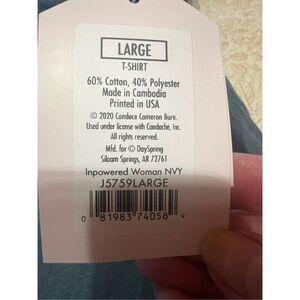 LARGE
T-SHIRT
60% Cotton, 40% Polyester
Made in Cambodia
Printed in USA
© 2020 Candace Cameron Bure.
Used under license with Candaché, Inc.
All rights reserved.
Mfd. for © DaySpring
Siloam Springs, AR 72761
Inpowered Woman NVY
J5759LARGE
0 81983 74058 9